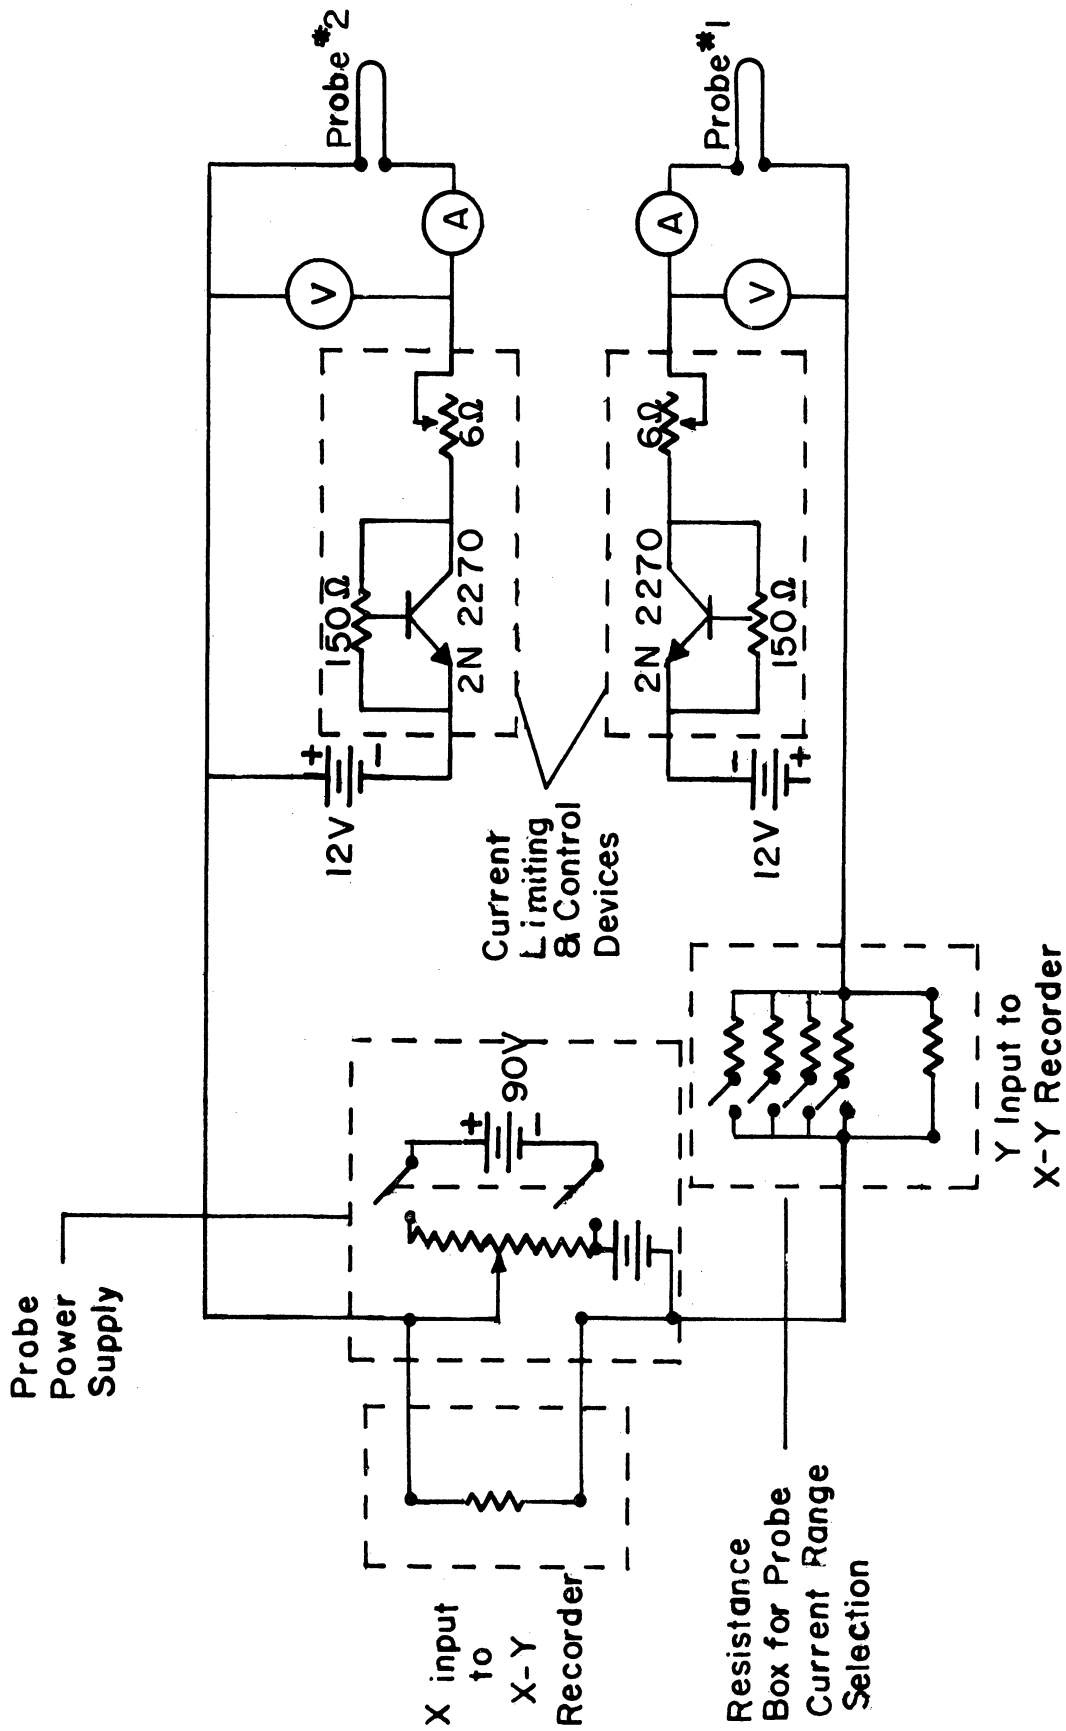 Probe #2
Probe #1
V
A
A
V
6Ω
6Ω
150Ω
2N 2270
2N 2270
150Ω
+
-
12V
-
+
12V
Current
Limiting
& Control
Devices
90V
+
-
Y Input to
X-Y Recorder
Probe
Power
Supply
X input
to
X-Y
Recorder
Resistance
Box for Probe
Current Range
Selection